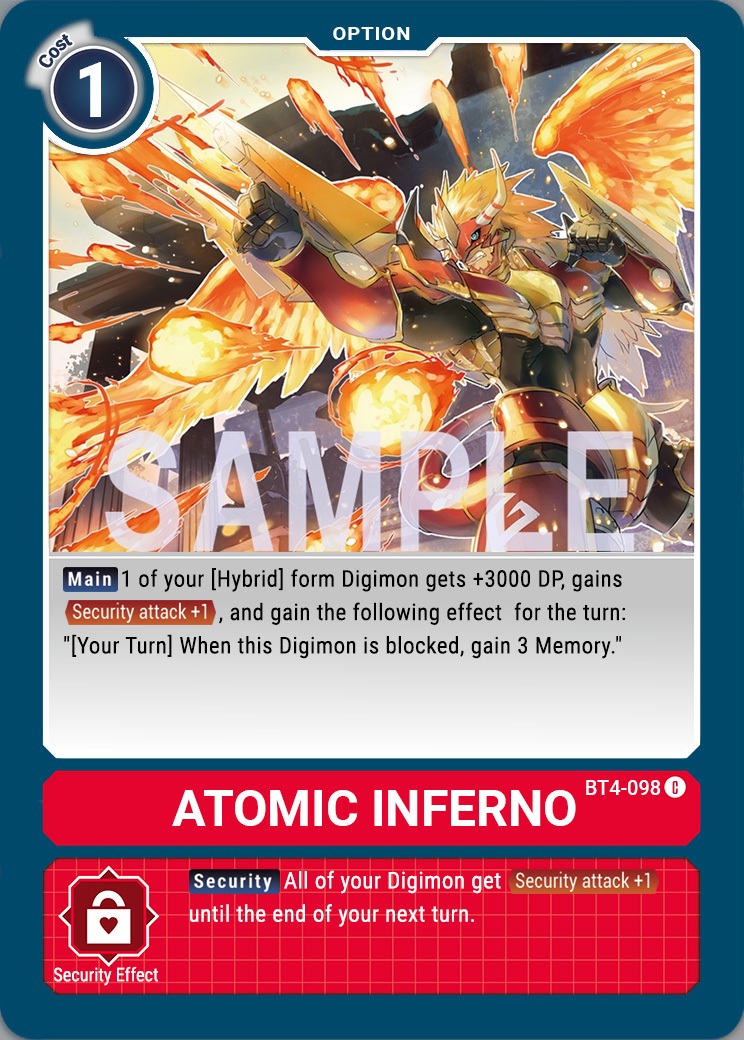 OPTION
Cost
1
SAMPLE
Main 1 of your [Hybrid] form Digimon gets +3000 DP, gains
Security attack +1, and gain the following effect  for the turn:
"[Your Turn] When this Digimon is blocked, gain 3 Memory."
BT4-098 C
ATOMIC INFERNO
Security All of your Digimon get Security attack +1
until the end of your next turn.
Security Effect